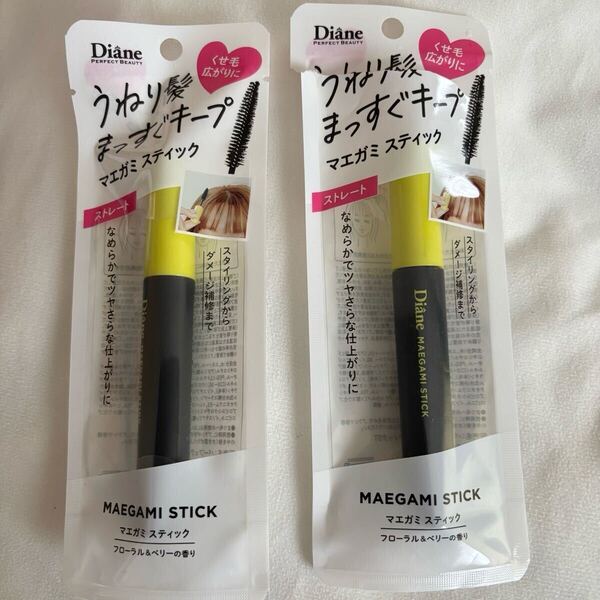 Diâne
PERFECT BEAUTY
くせ毛
広がりに
うねり髪
まっすぐキープ
マエガミ スティック
ストレート
なめらかでツヤさらな仕上がりに
スタイリングから
ダメージ補修まで
MAEGAMI STICK
マエガミ スティック
フローラル&ベリーの香り
Diâne
PERFECT BEAUTY
くせ毛
広がりに
うねり髪
まっすぐキープ
マエガミ スティック
ストレート
なめらかでツヤさらな仕上がりに
スタイリングから
ダメージ補修まで
Diâne MAEGAMI STICK
MAEGAMI STICK
マエガミ スティック
フローラル&ベリーの香り